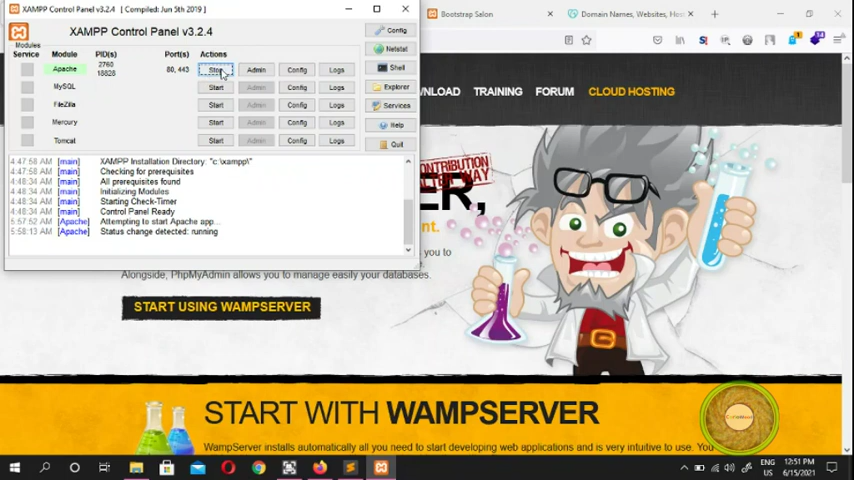 XAMPP Control Panel v3.2.4 [ Compiled: Jun 5th 2019 ]
XAMPP Control Panel v3.2.4
Config
Modules
Service Module PID(s) Port(s) Actions
Netstat
Apache 2760 18828 80, 443 Stop Admin Config Logs
Shell
MySQL Start Admin Config Logs
Explorer
FileZilla Start Admin Config Logs
Services
Mercury Start Admin Config Logs
Help
Tomcat Start Admin Config Logs
Quit
4:47:58 AM [main] XAMPP Installation Directory: "c:\xampp\"
4:47:58 AM [main] Checking for prerequisites
4:48:34 AM [main] All prerequisites found
4:48:34 AM [main] Initializing Modules
4:48:34 AM [main] Starting Check-Timer
4:48:34 AM [main] Control Panel Ready
5:57:62 AM [Apache] Attempting to start Apache app...
5:58:13 AM [Apache] Status change detected: running
Bootstrap Salon
Domain Names, Websites, Host
NLOAD TRAINING FORUM CLOUD HOSTING
CONTRIBUTION
ALTER WAY
ER,
nt.
you to
Alongside, PhpMyAdmin allows you to manage easily your databases.
START USING WAMPSERVER
START WITH WAMPSERVER
WampServer installs automatically all you need to start developing web applications and is very intuitive to use. You
ENG
US
12:51 PM
6/15/2021